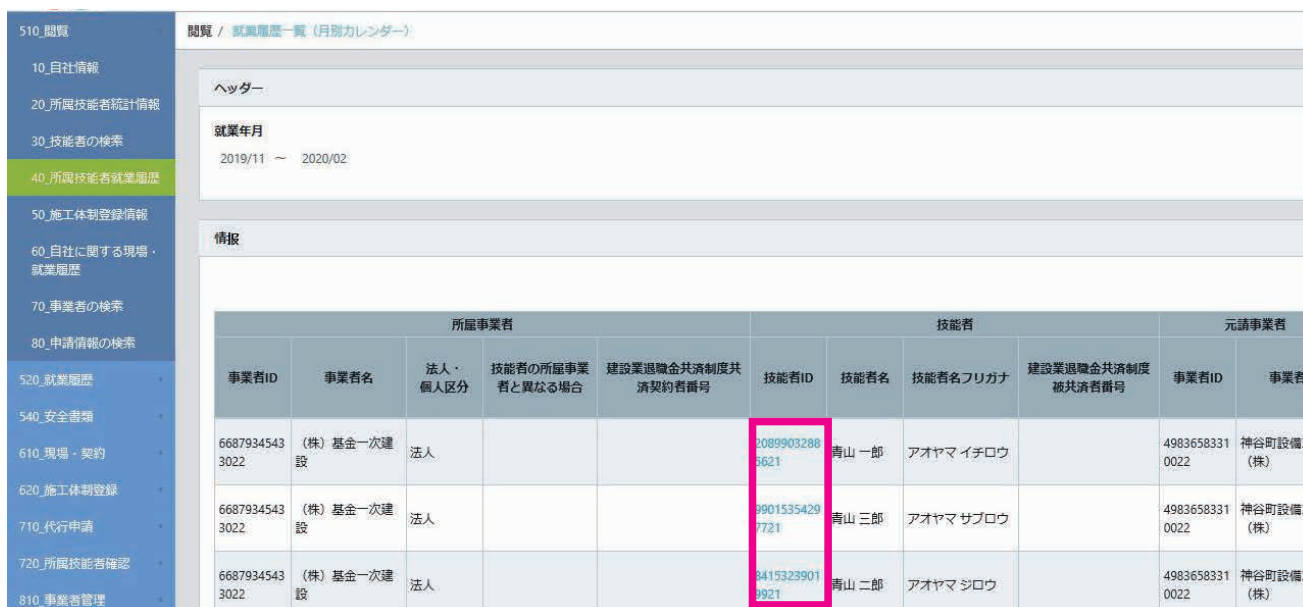 510_閲覧
10_自社情報
20_所属技能者統計情報
30_技能者の検索
40_所属技能者就業履歴
50_施工体制登録情報
60_自社に関する現場・
就業履歴
70_事業者の検索
80_申請情報の検索
520_就業履歴
540_安全書類
610_現場・契約
620_施工体制登録
710_代行申請
720_所属技能者確認
810_事業者管理
閲覧 / 就業履歴一覧（月別カレンダー）
ヘッダー
就業年月
2019/11 ～ 2020/02
情報
所属事業者 技能者 元請事業者
事業者ID 事業者名 法人・ 技能者の所属事業 建設業退職金共済制度共 技能者ID 技能者名 技能者名フリガナ 建設業退職金共済制度 事業者ID 事業者
個人区分 者と異なる場合 済契約者番号 被共済者番号
6687934543 （株）基金一次建 法人 2089903288 青山 一郎 アオヤマ イチロウ 4983658331 神谷町設備
3022 設 5621 0022 （株）
6687934543 （株）基金一次建 法人 9901535429 青山 三郎 アオヤマ サブロウ 4983658331 神谷町設備
3022 設 7721 0022 （株）
6687934543 （株）基金一次建 法人 8415323901 青山 二郎 アオヤマ ジロウ 4983658331 神谷町設備
3022 設 9921 0022 （株）